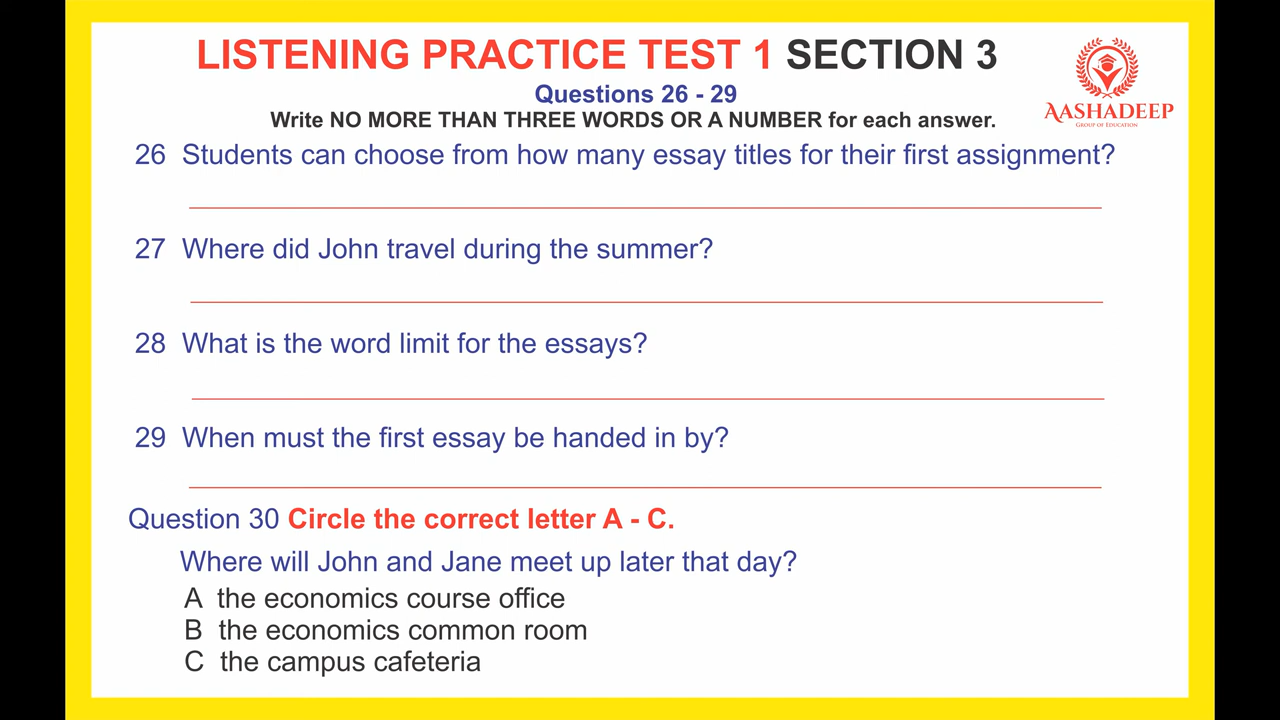 LISTENING PRACTICE TEST 1 SECTION 3
Questions 26 - 29
Write NO MORE THAN THREE WORDS OR A NUMBER for each answer.
AASHADEEP
GROUP OF EDUCATION
26 Students can choose from how many essay titles for their first assignment?
27 Where did John travel during the summer?
28 What is the word limit for the essays?
29 When must the first essay be handed in by?
Question 30 Circle the correct letter A - C.
Where will John and Jane meet up later that day?
A the economics course office
B the economics common room
C the campus cafeteria